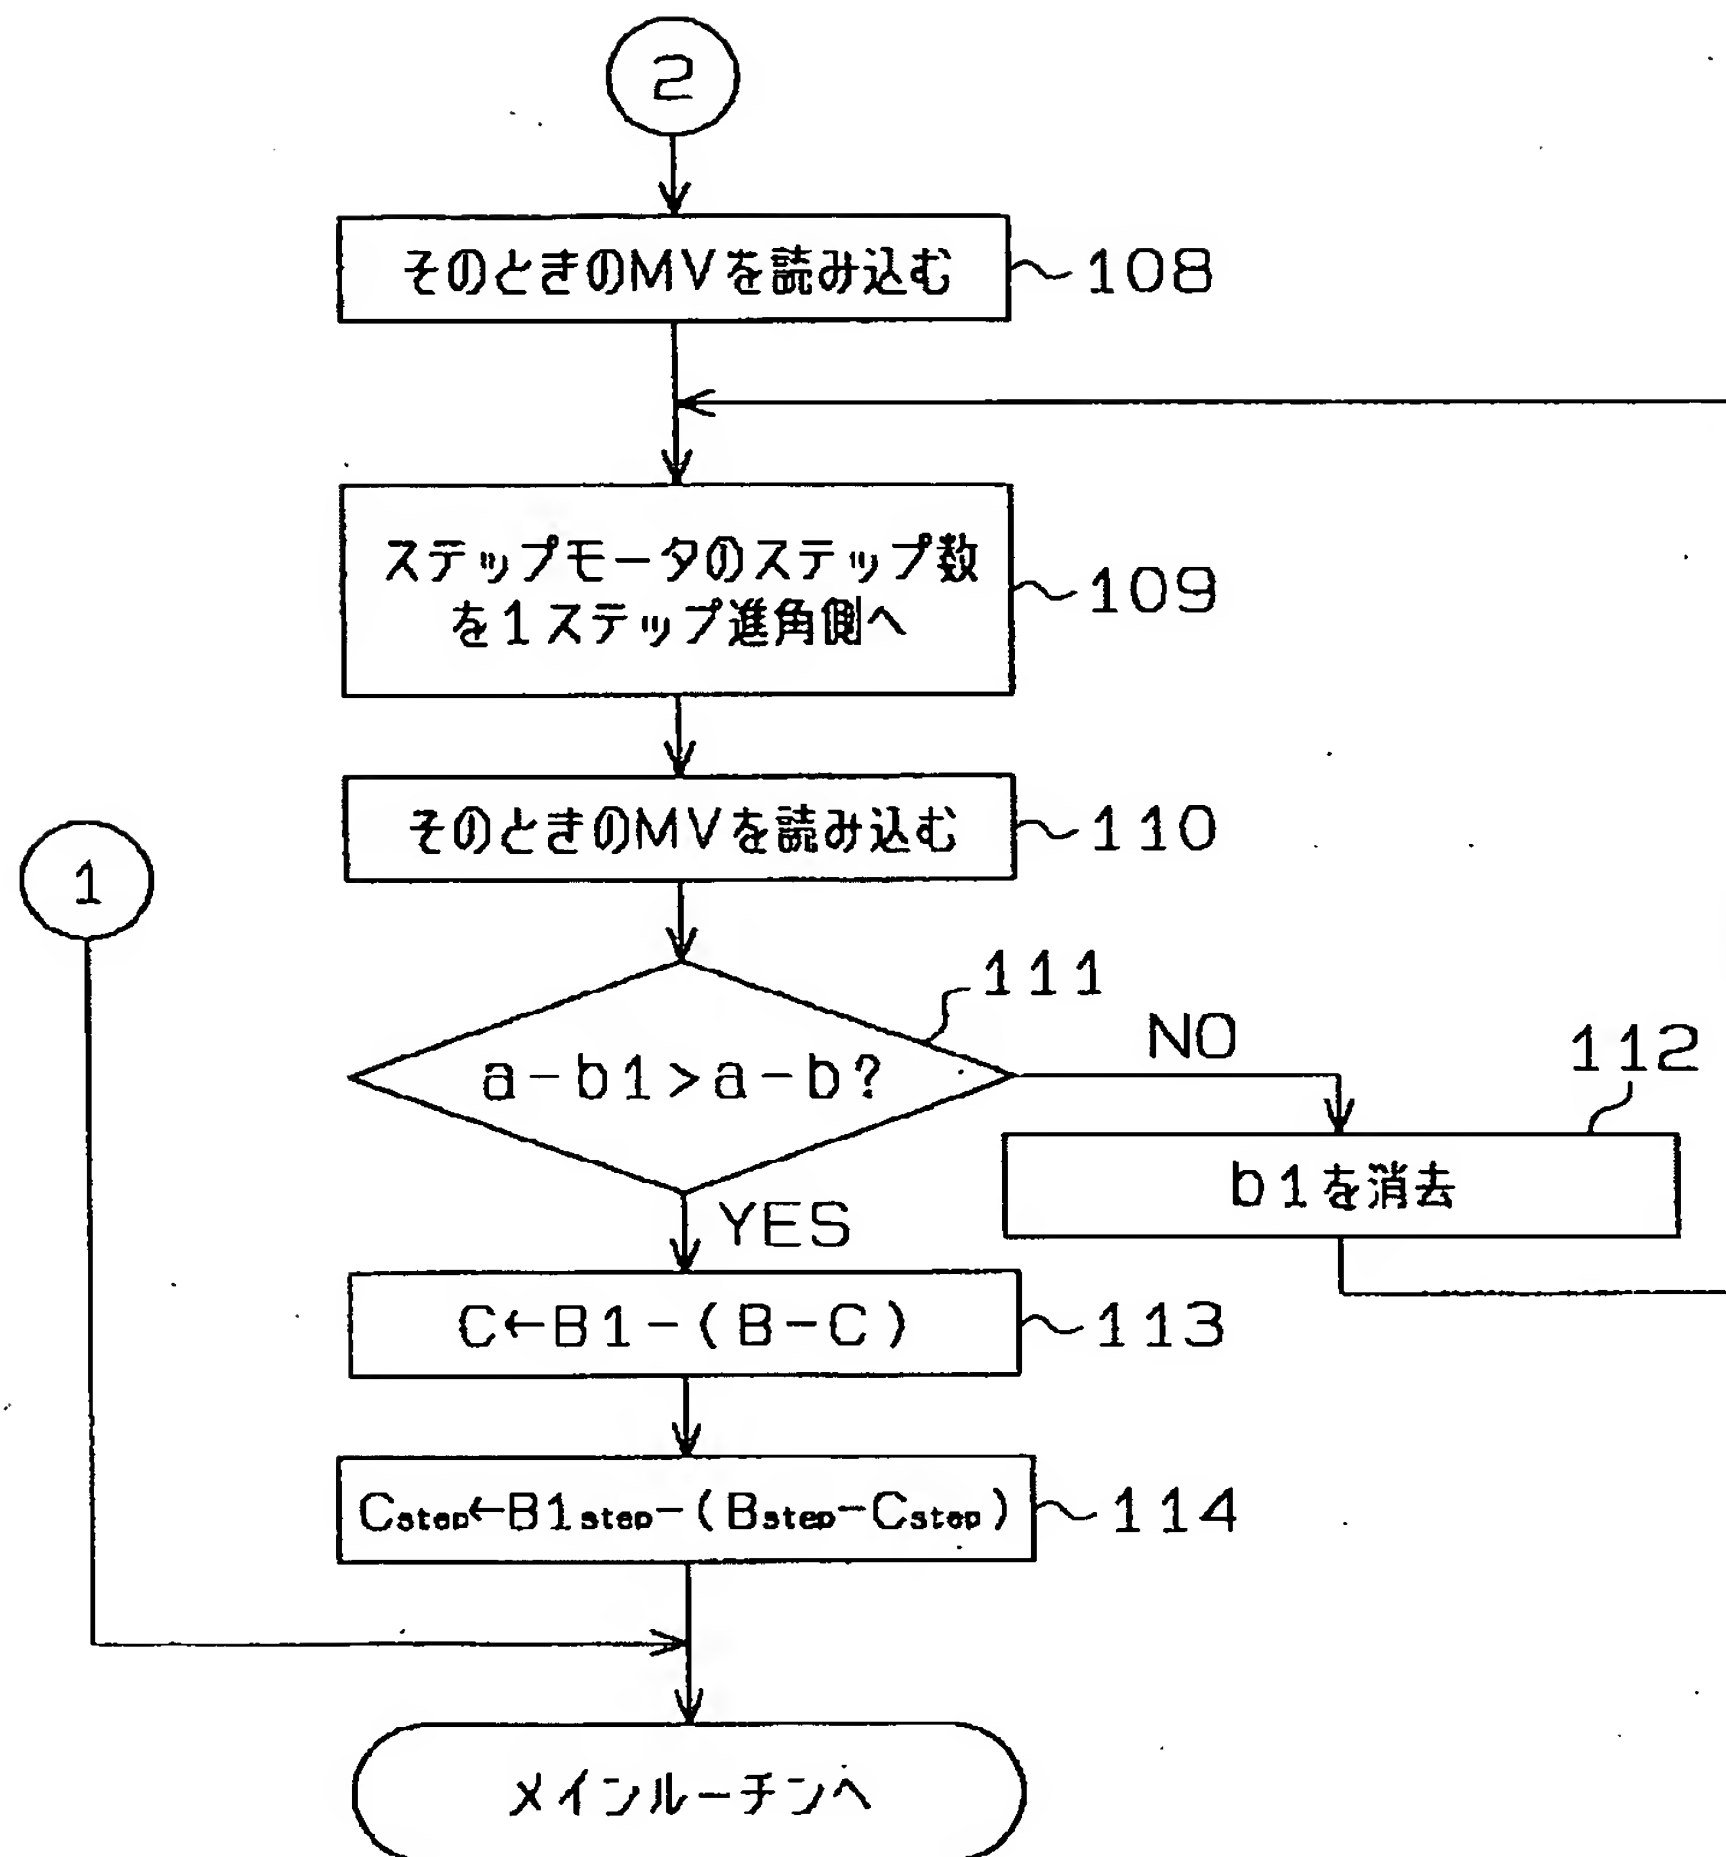 2
そのときのMVを読み込む
108
ステップモータのステップ数
を1ステップ進角側へ
109
そのときのMVを読み込む
110
1
111
a-b1>a-b?
NO
112
b1を消去
YES
C←B1-(B-C)
113
Cstep←B1step-(Bstep-Cstep)
114
メインルーチンへ